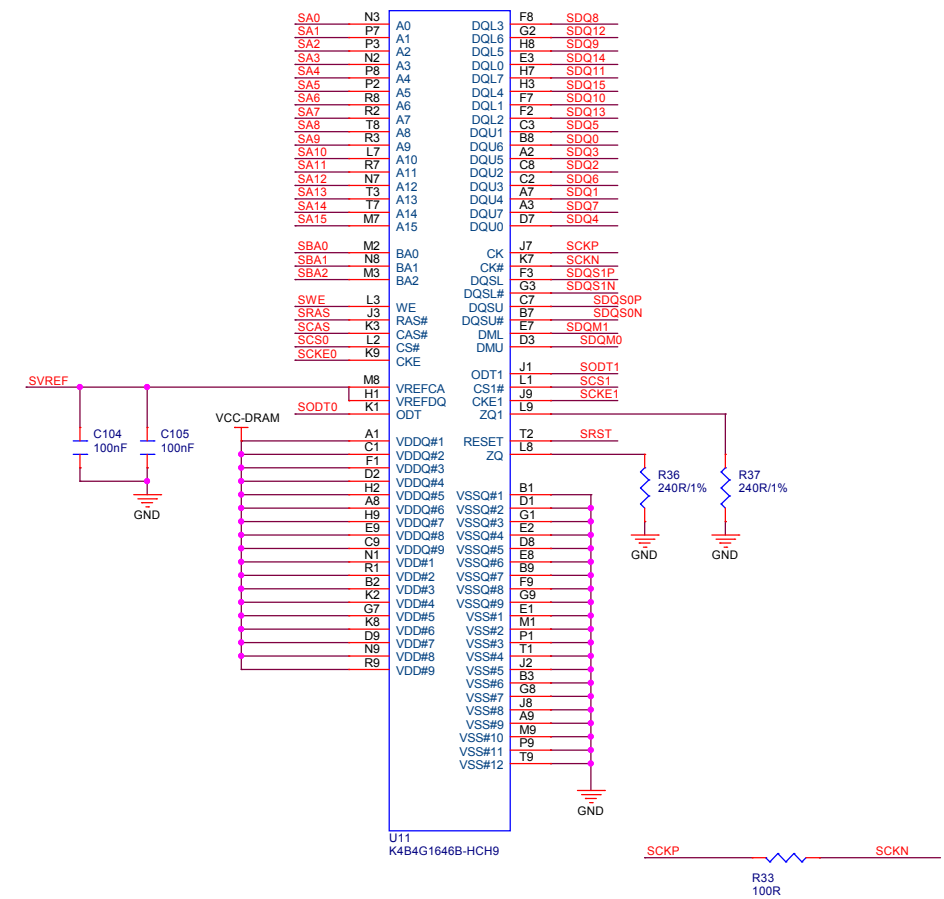 SA0 N3 A0 DQL3 F8 SDQ8
SA1 P7 A1 DQL6 G2 SDQ12
SA2 P3 A2 DQL5 H8 SDQ9
SA3 N2 A3 DQL0 E3 SDQ14
SA4 P8 A4 DQL7 H7 SDQ11
SA5 P2 A5 DQL4 H3 SDQ15
SA6 R8 A6 DQL1 F7 SDQ10
SA7 R2 A7 DQL2 F2 SDQ13
SA8 T8 A8 DQU1 C3 SDQ5
SA9 R3 A9 DQU6 B8 SDQ0
SA10 L7 A10 DQU5 A2 SDQ3
SA11 R7 A11 DQU2 C8 SDQ2
SA12 N7 A12 DQU3 C2 SDQ6
SA13 T3 A13 DQU4 A7 SDQ1
SA14 T7 A14 DQU7 A3 SDQ7
SA15 M7 A15 DQU0 D7 SDQ4
SBA0 M2 BA0 CK J7 SCKP
SBA1 N8 BA1 CK# K7 SCKN
SBA2 M3 BA2 DQSL F3 SDQS1P
DQSL# G3 SDQS1N
SWE L3 WE DQSU C7 SDQS0P
SRAS J3 RAS# DQSU# B7 SDQS0N
SCAS K3 CAS# DML E7 SDQM1
SCS0 L2 CS# DMU D3 SDQM0
SCKE0 K9 CKE
ODT1 J1 SODT1
SVREF M8 VREFCA CS1# L1 SCS1
H1 VREFDQ CKE1 J9 SCKE1
SODT0 K1 ODT ZQ1 L9
VCC-DRAM
C104 100nF
C105 100nF
GND
A1 VDDQ#1 RESET T2 SRST
C1 VDDQ#2 ZQ L8
F1 VDDQ#3
D2 VDDQ#4
R36 240R/1%
R37 240R/1%
GND
GND
H2 VDDQ#5 VSSQ#1 B1
A8 VDDQ#6 VSSQ#2 D1
H9 VDDQ#7 VSSQ#3 G1
E9 VDDQ#8 VSSQ#4 E2
C9 VDDQ#9 VSSQ#5 D8
N1 VDD#1 VSSQ#6 E8
R1 VDD#2 VSSQ#7 B9
B2 VDD#3 VSSQ#8 F9
K2 VDD#4 VSSQ#9 G9
G7 VDD#5 VSS#1 E1
K8 VDD#6 VSS#2 M1
D9 VDD#7 VSS#3 P1
N9 VDD#8 VSS#4 T1
R9 VDD#9 VSS#5 J2
VSS#6 B3
VSS#7 G8
VSS#8 J8
VSS#9 A9
VSS#10 M9
VSS#11 P9
VSS#12 T9
GND
U11
K4B4G1646B-HCH9
SCKP SCKN
R33
100R